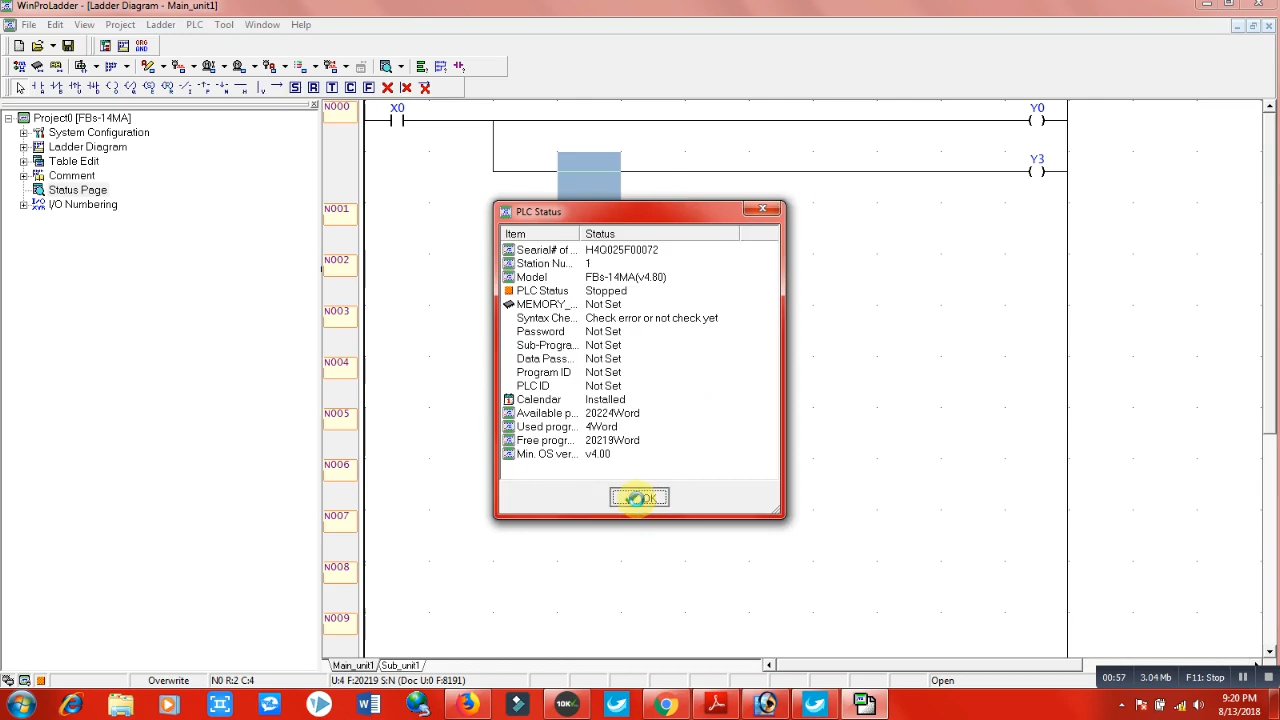 WinProLadder - [Ladder Diagram - Main_unit1]
File Edit View Project Ladder PLC Tool Window Help
ORG
AND
S R T C F
Project0 [FBs-14MA]
System Configuration
Ladder Diagram
Table Edit
Comment
Status Page
I/O Numbering
N000 X0 Y0
Y3
N001
N002
N003
N004
N005
N006
N007
N008
N009
PLC Status
Item Status
Searial# of ... H4Q025F00072
Station Nu... 1
Model FBs-14MA(v4.80)
PLC Status Stopped
MEMORY_... Not Set
Syntax Che... Check error or not check yet
Password Not Set
Sub-Progra... Not Set
Data Pass... Not Set
Program ID Not Set
PLC ID Not Set
Calendar Installed
Available p... 20224Word
Used progr... 4Word
Free progr... 20219Word
Min. OS ver... v4.00
OK
Main_unit1 Sub_unit1
Overwrite N0 R:2 C:4 U:4 F:20219 S:N (Doc U:0 F:8191) Open
00:57 3.04 Mb F11: Stop
10K
9:20 PM
8/13/2018